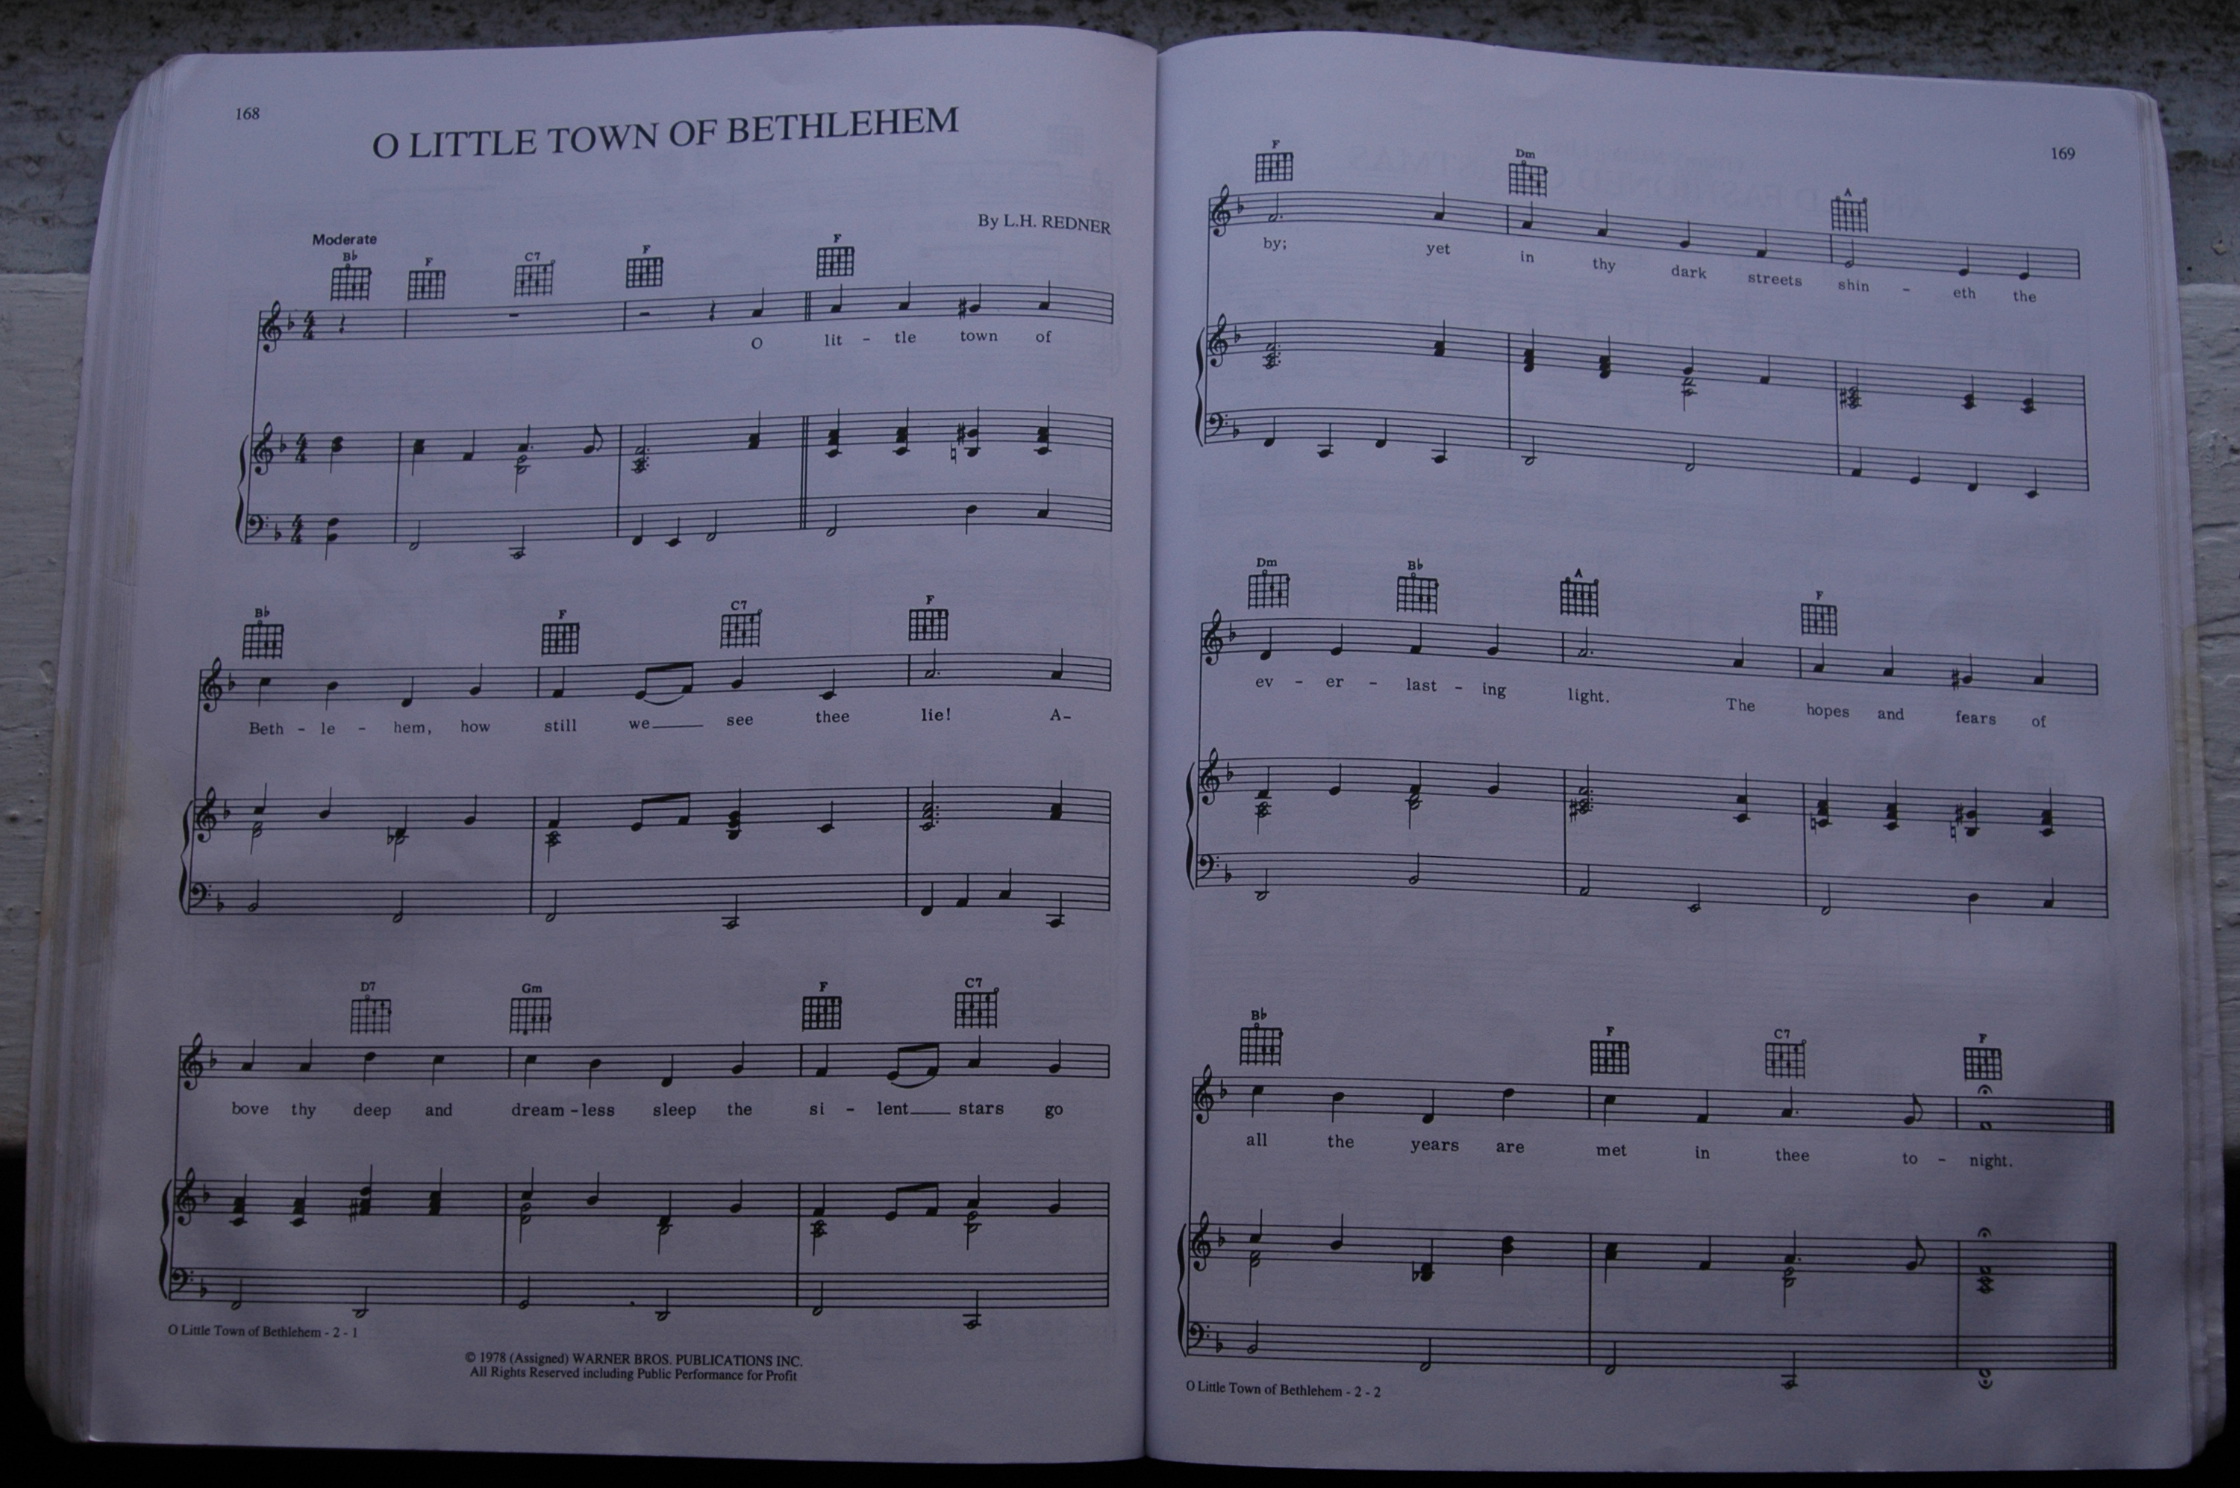 168
O LITTLE TOWN OF BETHLEHEM
By L.H. REDNER
Moderate
B♭ F C7 F F
O lit - tle town of
B♭ F C7 F
Beth - le - hem, how still we___ see thee lie! A-
D7 Gm F C7
bove thy deep and dream - less sleep the si - lent___ stars go
O Little Town of Bethlehem - 2 - 1
© 1978 (Assigned) WARNER BROS. PUBLICATIONS INC.
All Rights Reserved including Public Performance for Profit
169
F Dm A
by; yet in thy dark streets shin - eth the
Dm B♭ A F
ev - er - last - ing light. The hopes and fears of
B♭ F C7 F
all the years are met in thee to - night.
O Little Town of Bethlehem - 2 - 2